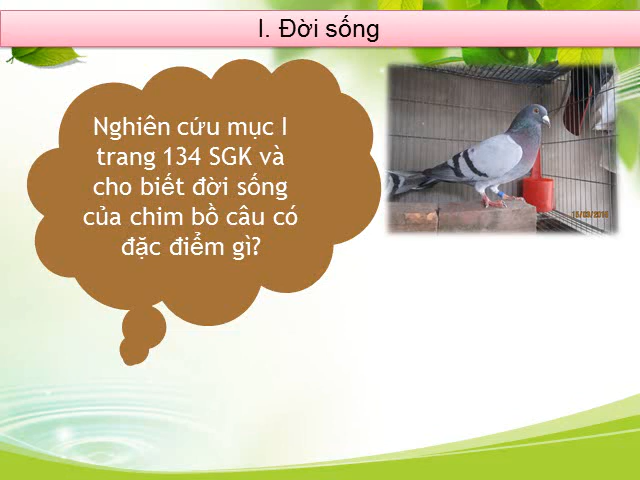 I. Đời sống
Nghiên cứu mục I
trang 134 SGK và
cho biết đời sống
của chim bồ câu có
đặc điểm gì?